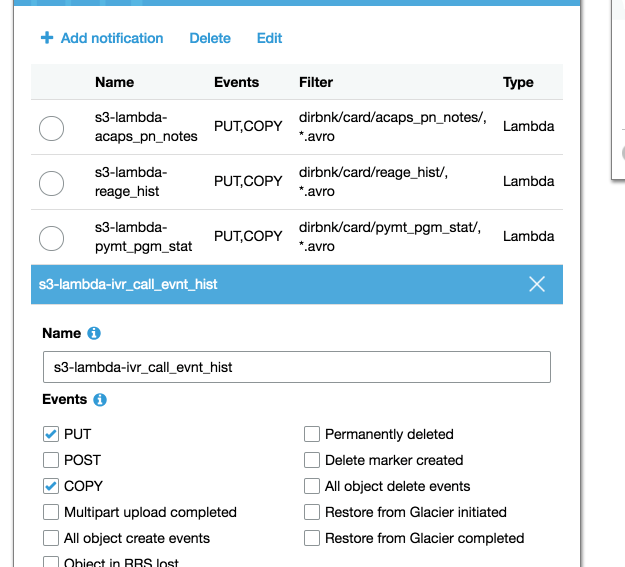 Add notification Delete Edit
Name Events Filter Type
s3-lambda-
acaps_pn_notes
PUT,COPY
dirbnk/card/acaps_pn_notes/,
*.avro
Lambda
s3-lambda-
reage_hist
PUT,COPY
dirbnk/card/reage_hist/,
*.avro
Lambda
s3-lambda-
pymt_pgm_stat
PUT,COPY
dirbnk/card/pymt_pgm_stat/,
*.avro
Lambda
s3-lambda-ivr_call_evnt_hist
Name
s3-lambda-ivr_call_evnt_hist
Events
PUT
POST
COPY
Multipart upload completed
All object create events
Object in RRS lost
Permanently deleted
Delete marker created
All object delete events
Restore from Glacier initiated
Restore from Glacier completed